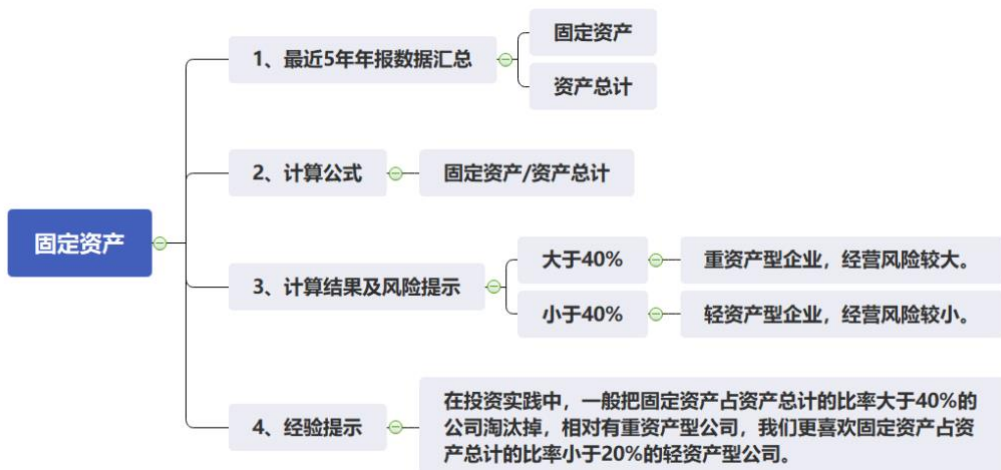 固定资产
1、最近5年年报数据汇总
固定资产
资产总计
2、计算公式
固定资产/资产总计
3、计算结果及风险提示
大于40%
重资产型企业，经营风险较大。
小于40%
轻资产型企业，经营风险较小。
4、经验提示
在投资实践中，一般把固定资产占资产总计的比率大于40%的
公司淘汰掉，相对有重资产型公司，我们更喜欢固定资产占资
产总计的比率小于20%的轻资产型公司。